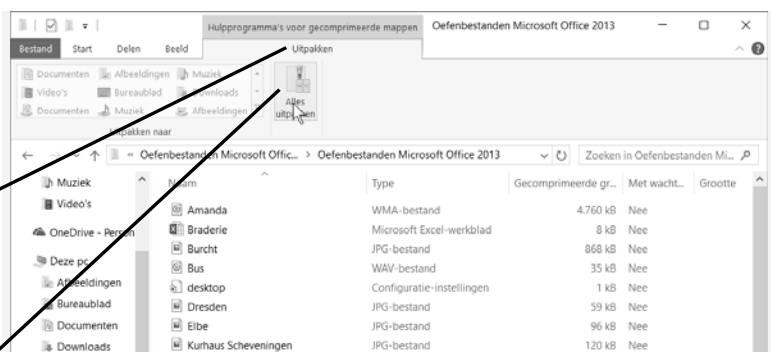 Hulpprogramma's voor gecomprimeerde mappen Oefenbestanden Microsoft Office 2013
Bestand Start Delen Beeld Uitpakken
Documenten Afbeeldingen Muziek
Video's Bureaublad Downloads
Documenten Muziek Afbeeldingen
Alles
uitpakken
Uitpakken naar
« Oefenbestanden Microsoft Offic... > Oefenbestanden Microsoft Office 2013 Zoeken in Oefenbestanden Mi...
Muziek
Video's
OneDrive - Person
Deze pc
Afbeeldingen
Bureaublad
Documenten
Downloads
Naam Type Gecomprimeerde gr... Met wacht... Grootte
Amanda WMA-bestand 4.760 kB Nee
Braderie Microsoft Excel-werkblad 8 kB Nee
Burcht JPG-bestand 868 kB Nee
Bus WAV-bestand 35 kB Nee
desktop Configuratie-instellingen 1 kB Nee
Dresden JPG-bestand 59 kB Nee
Elbe JPG-bestand 96 kB Nee
Kurhaus Scheveningen JPG-bestand 120 kB Nee